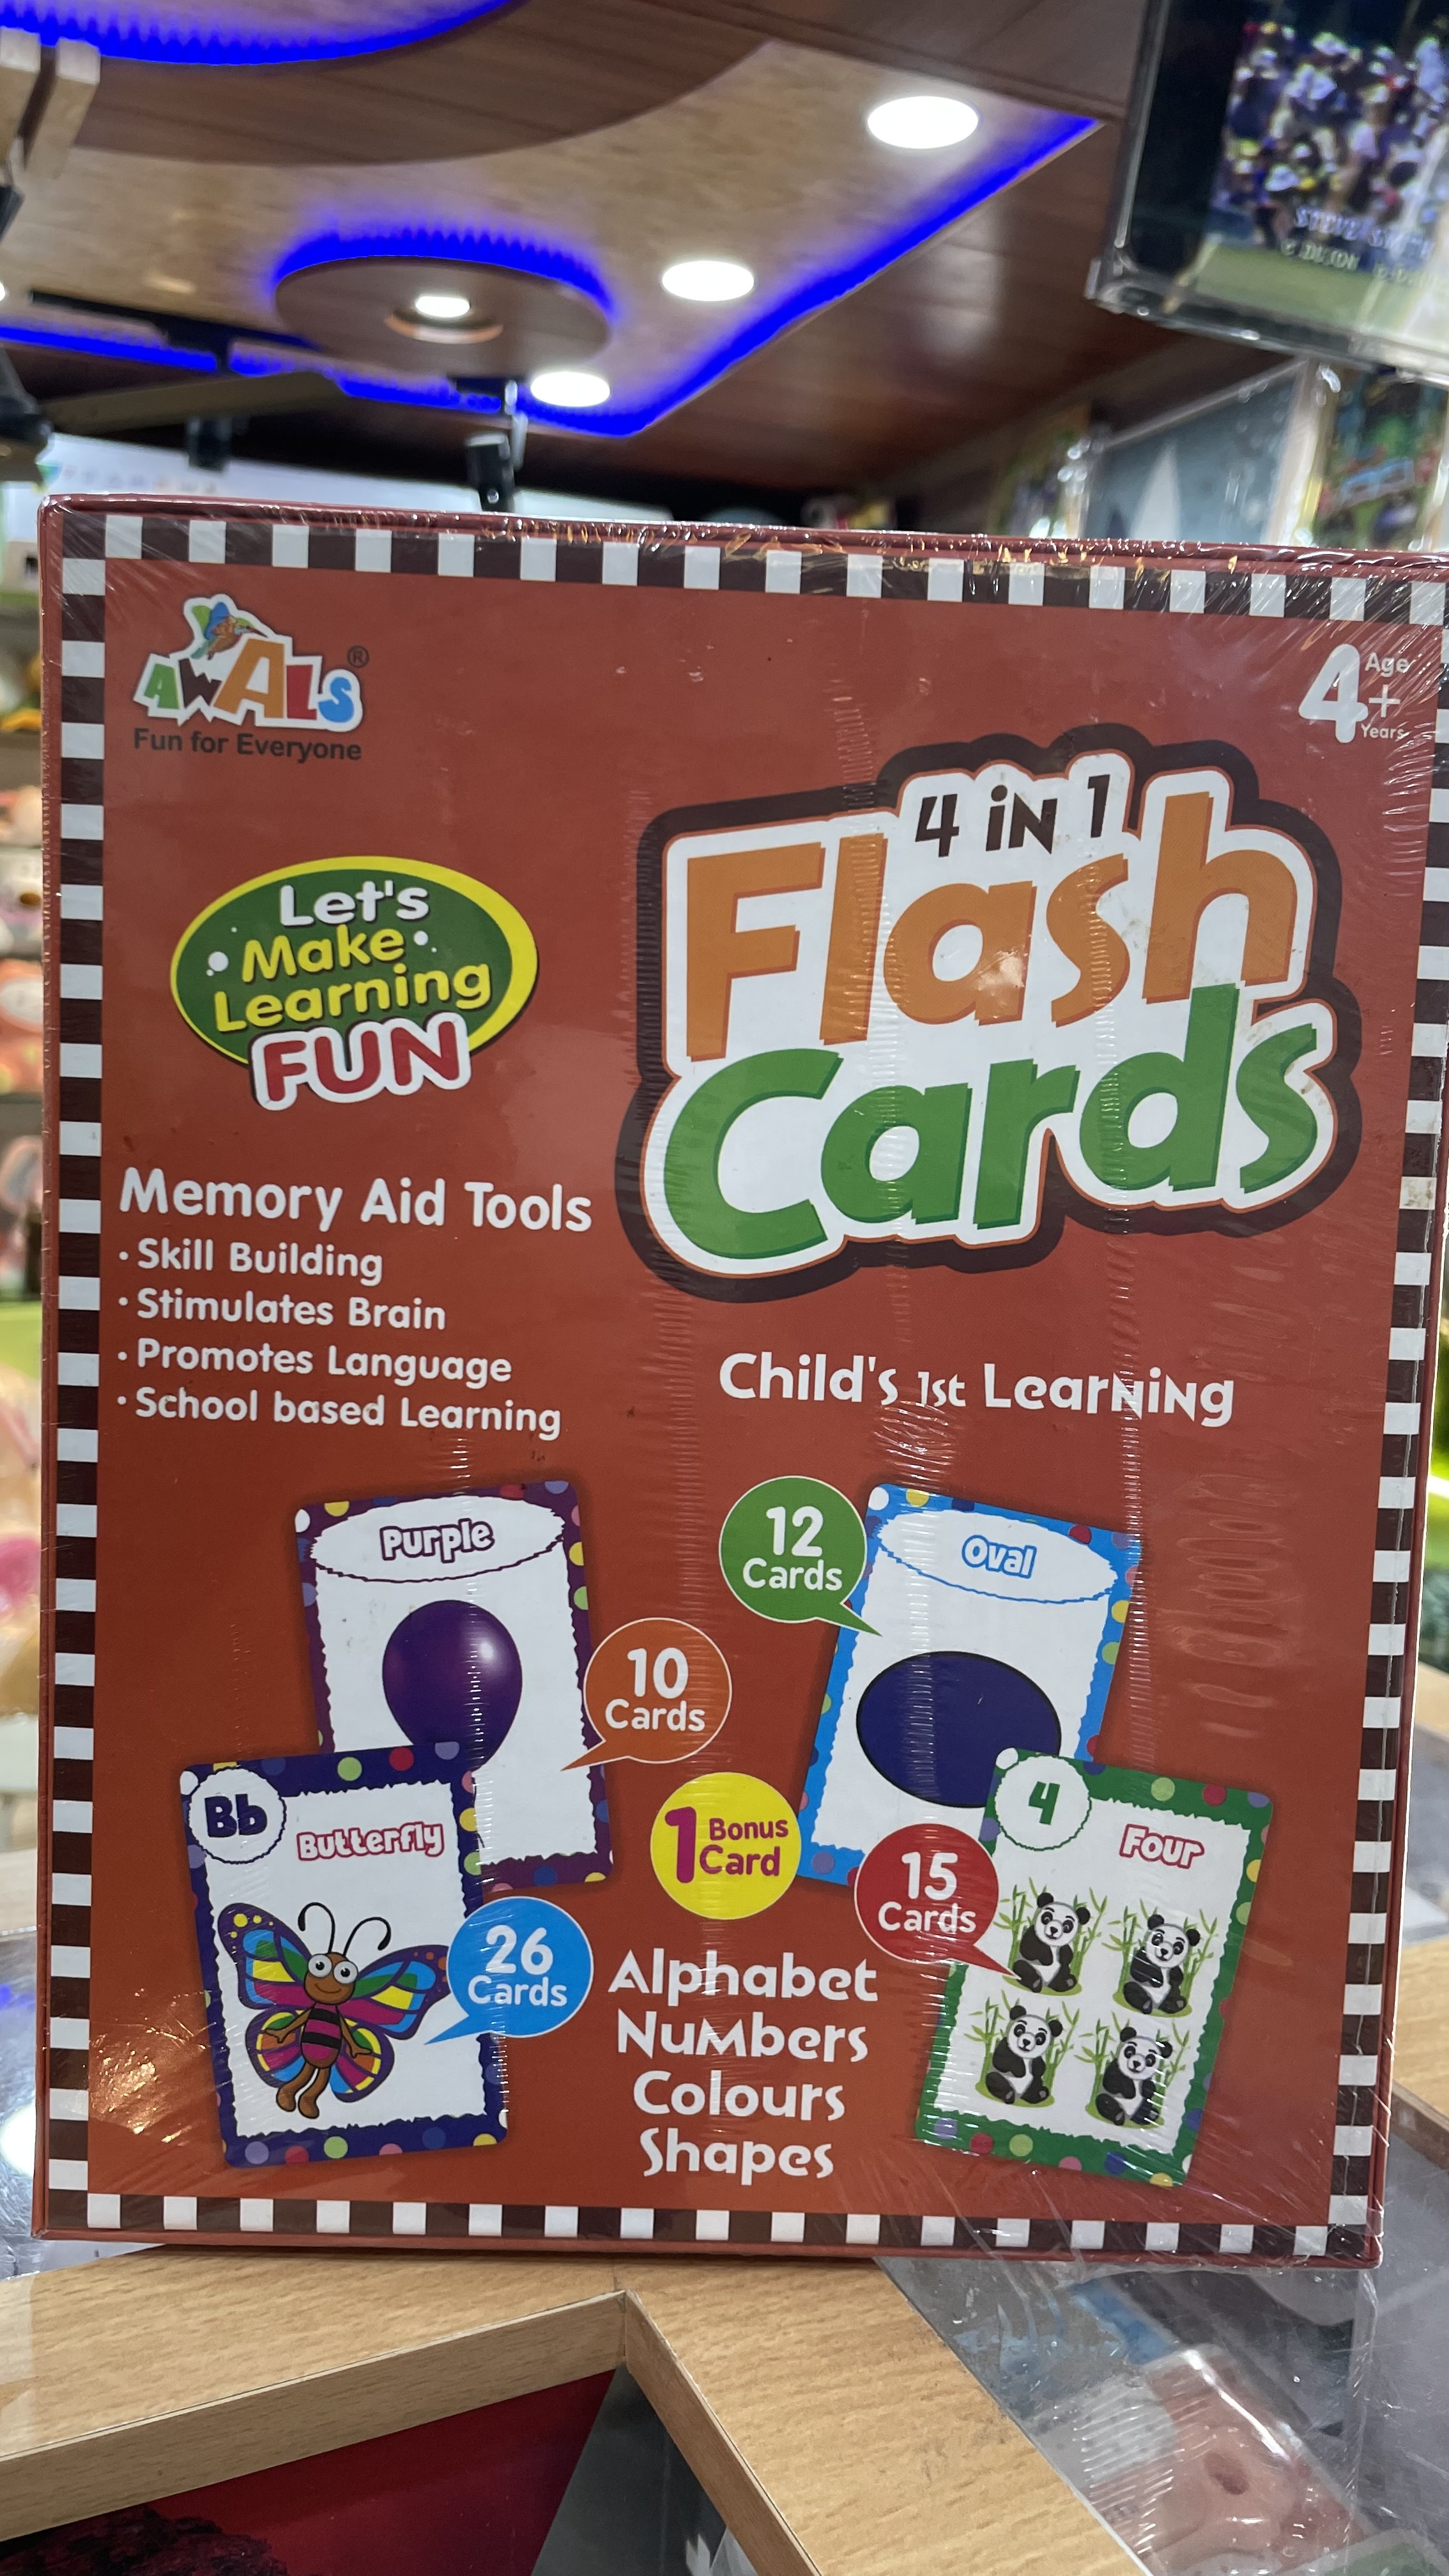 AWALS®
Fun for Everyone
Age
4+
Years
4 iN 1
Flash
Cards
Let's
Make
Learning
FUN
Memory Aid Tools
• Skill Building
• Stimulates Brain
• Promotes Language
• School based Learning
Child's 1st Learning
Purple
10
Cards
12
Cards
Oval
Bb
Butterfly
26
Cards
1 Bonus
Card
15
Cards
4
Four
Alphabet
Numbers
Colours
Shapes